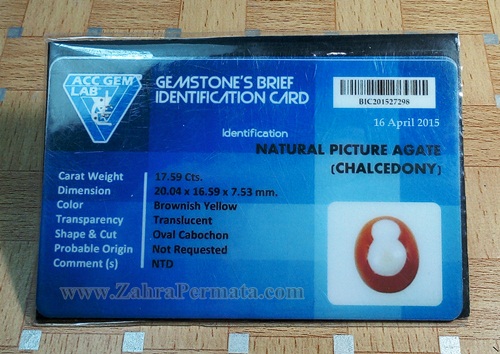 ACC GEM
LAB
GEMSTONE'S BRIEF
IDENTIFICATION CARD
BIC201527298
16 April 2015
Identification
NATURAL PICTURE AGATE
(CHALCEDONY)
Carat Weight 17.59 Cts.
Dimension 20.04 x 16.59 x 7.53 mm.
Color Brownish Yellow
Transparency Translucent
Shape & Cut Oval Cabochon
Probable Origin Not Requested
Comment (s) NTD
www.ZahraPermata.com